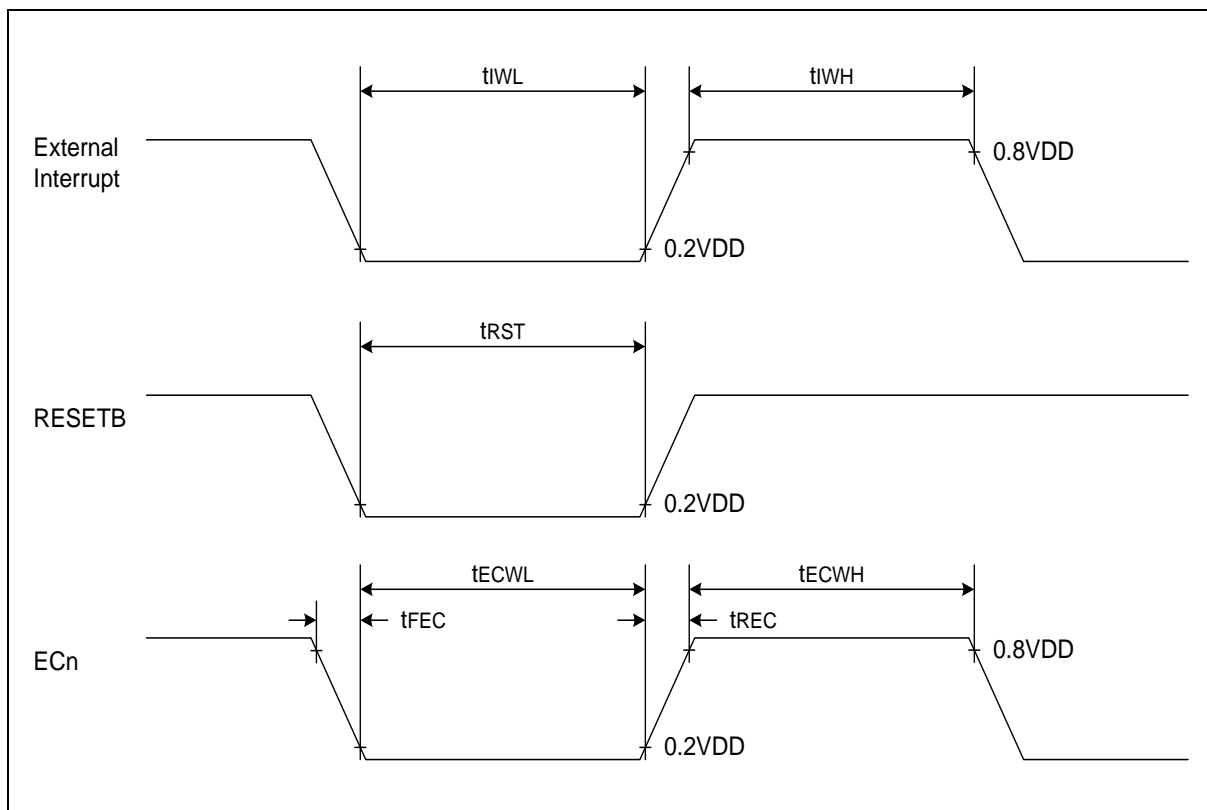 tIWL
tIWH
External
Interrupt
0.8VDD
0.2VDD
tRST
RESETB
0.2VDD
tECWL
tECWH
tFEC
tREC
ECn
0.8VDD
0.2VDD